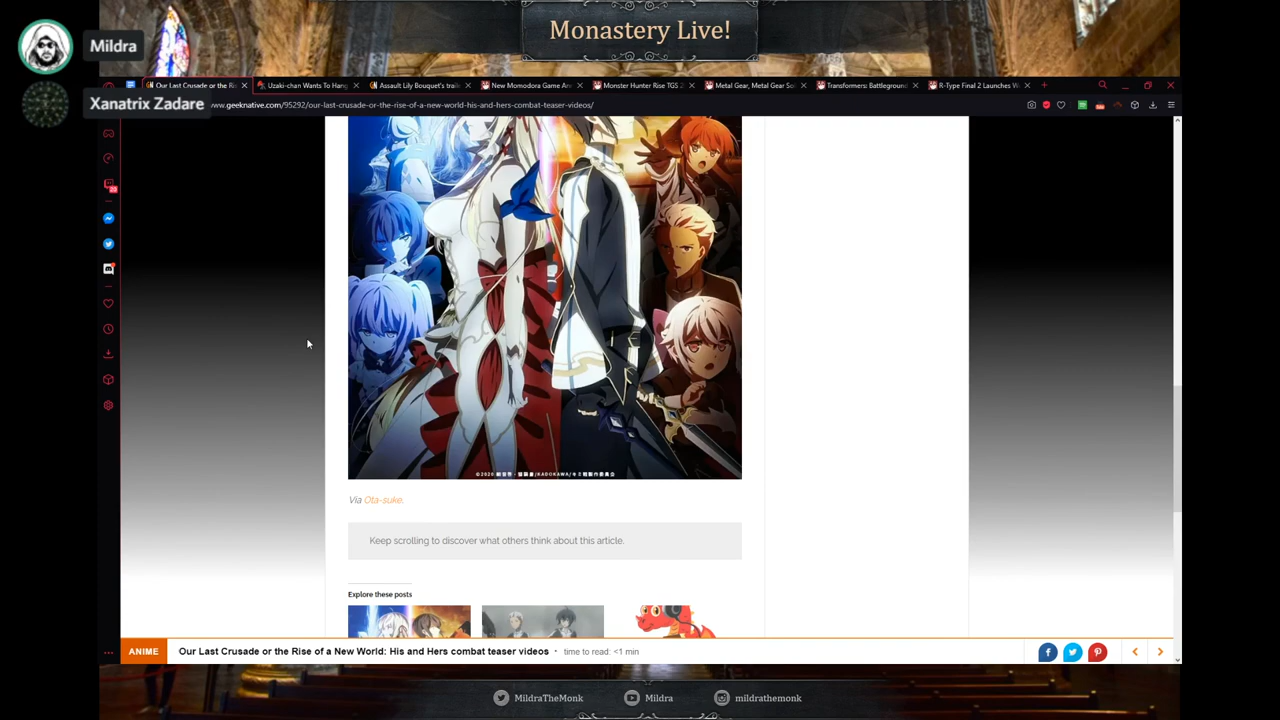 Monastery Live!
Mildra
Xanatrix Zadare
Our Last Crusade or the Ri
Uzaki-chan Wants To Hang
Assault Lily Bouquet's traile
New Momodora Game An
Monster Hunter Rise TGS 2
Metal Gear, Metal Gear Sol
Transformers: Battleground
R-Type Final 2 Launches W
www.geeknative.com/95292/our-last-crusade-or-the-rise-of-a-new-world-his-and-hers-combat-teaser-videos/
Via Ota-suke.
Keep scrolling to discover what others think about this article.
Explore these posts
ANIME Our Last Crusade or the Rise of a New World: His and Hers combat teaser videos • time to read: <1 min
MildraTheMonk Mildra mildrathemonk